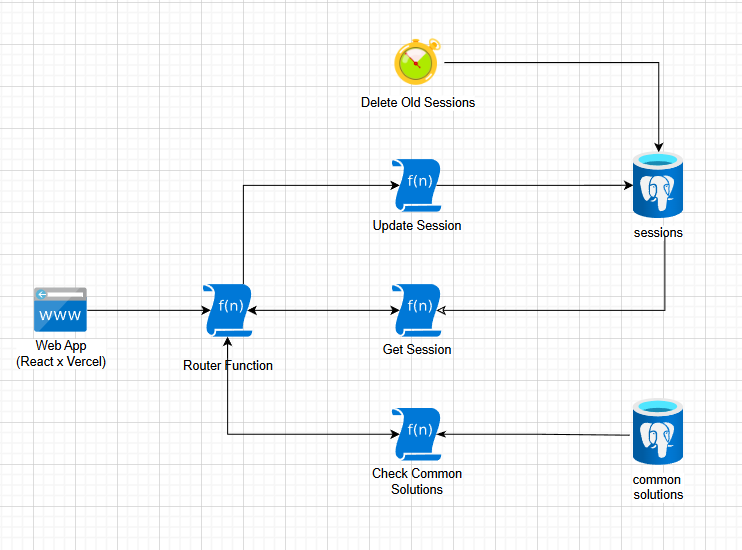 Delete Old Sessions
f(n)
Update Session
sessions
www
Web App
(React x Vercel)
f(n)
Router Function
f(n)
Get Session
f(n)
Check Common
Solutions
common
solutions